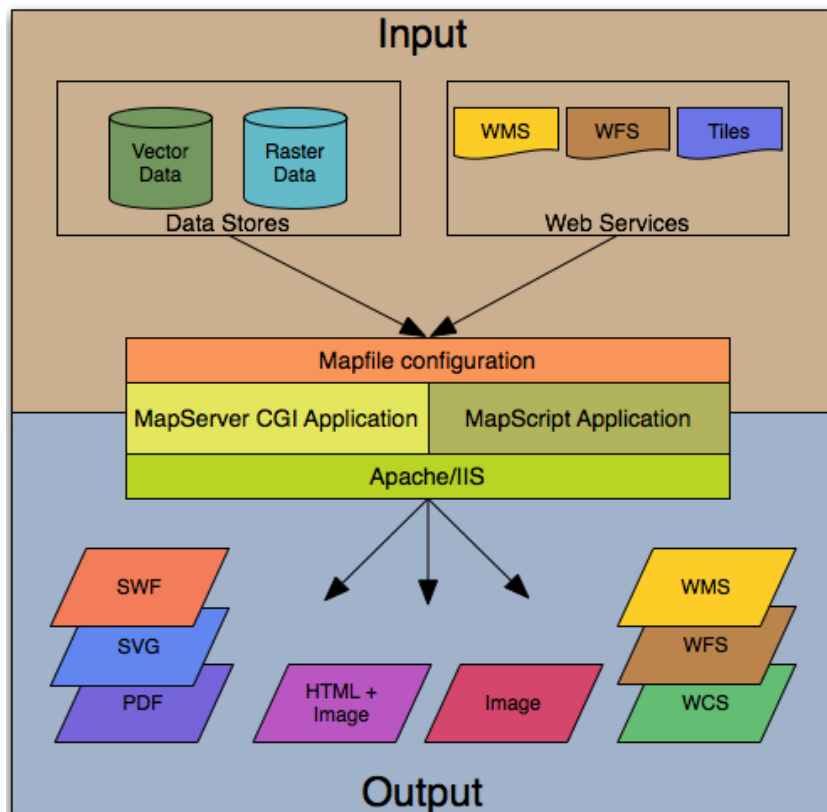 Input
Vector
Data
Raster
Data
Data Stores
WMS
WFS
Tiles
Web Services
Mapfile configuration
MapServer CGI Application
MapScript Application
Apache/IIS
SWF
SVG
PDF
HTML +
Image
Image
WMS
WFS
WCS
Output